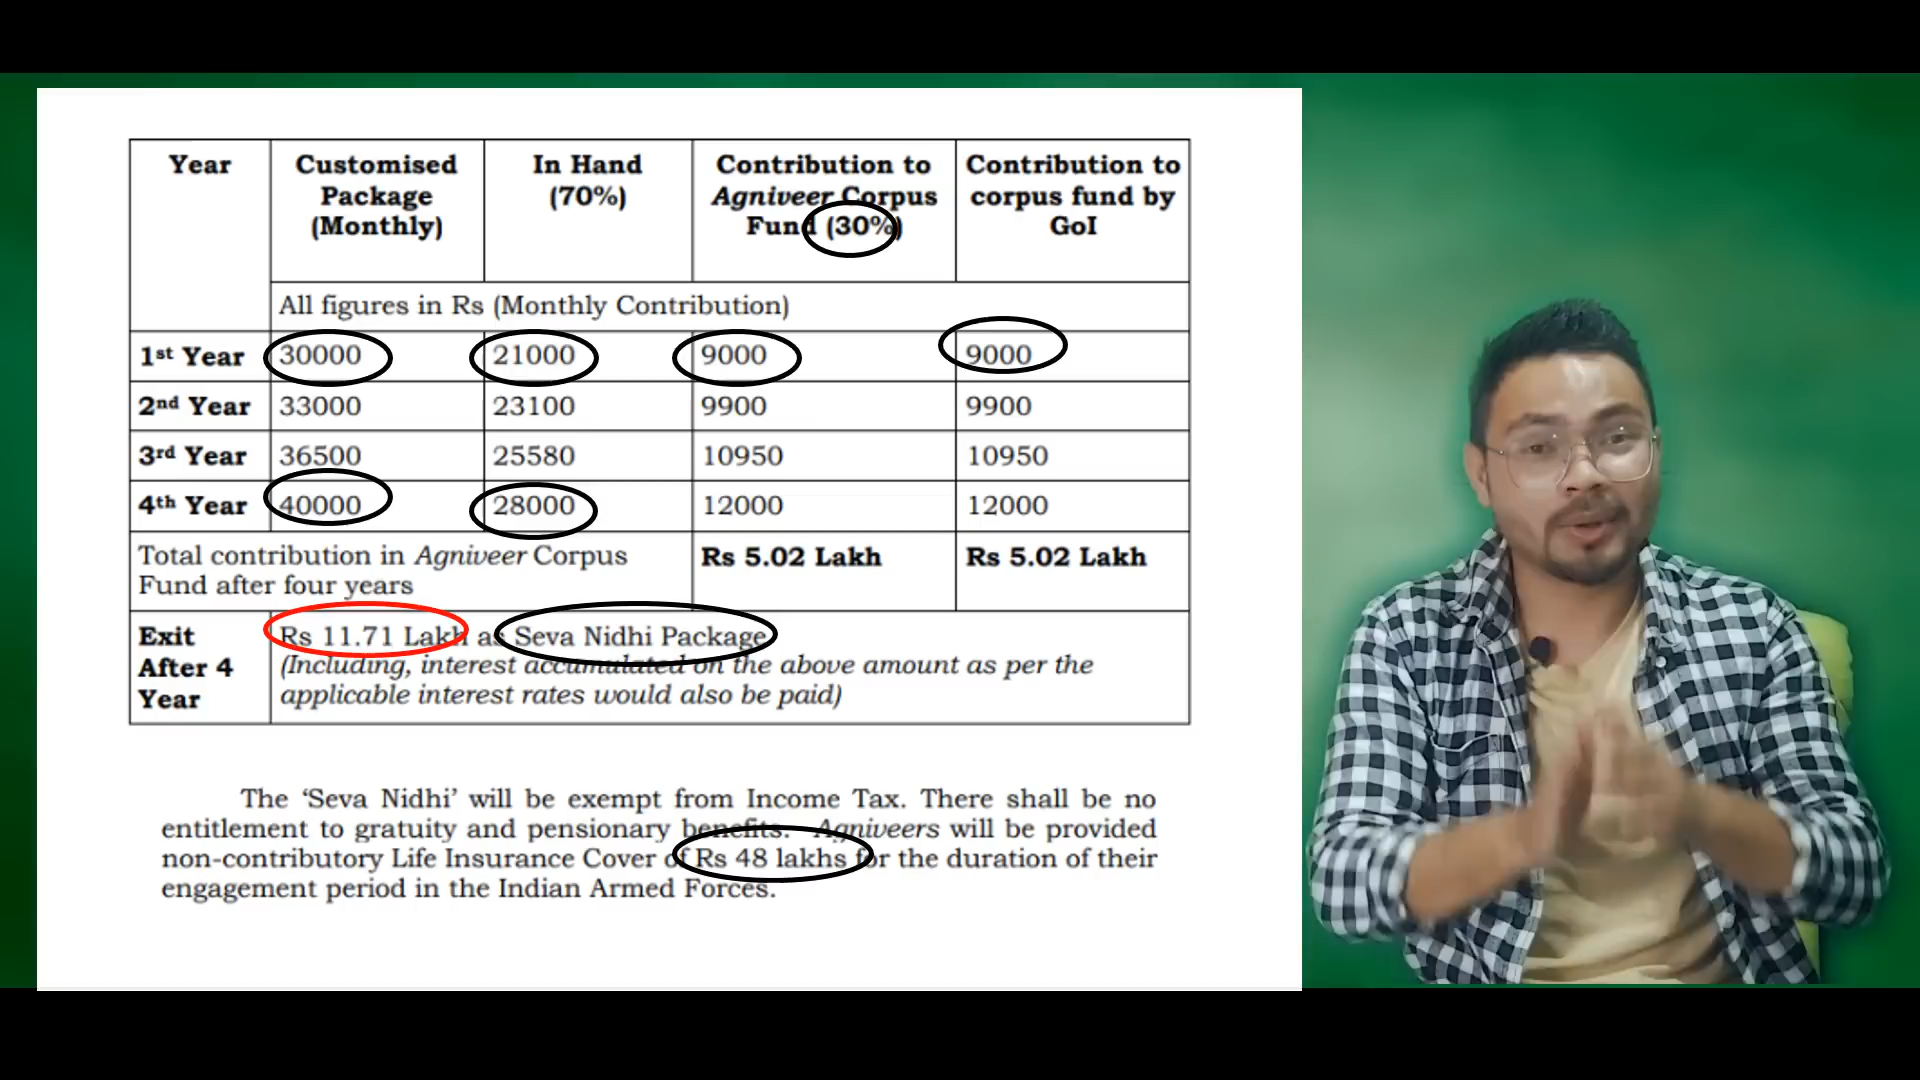 Year
Customised
Package
(Monthly)
In Hand
(70%)
Contribution to
Agniveer Corpus
Fund (30%)
Contribution to
corpus fund by
GoI
All figures in Rs (Monthly Contribution)
1st Year 30000 21000 9000 9000
2nd Year 33000 23100 9900 9900
3rd Year 36500 25580 10950 10950
4th Year 40000 28000 12000 12000
Total contribution in Agniveer Corpus
Fund after four years
Rs 5.02 Lakh Rs 5.02 Lakh
Exit
After 4
Year
Rs 11.71 Lakh as Seva Nidhi Package
(Including, interest accumulated on the above amount as per the
applicable interest rates would also be paid)
The ‘Seva Nidhi’ will be exempt from Income Tax. There shall be no
entitlement to gratuity and pensionary benefits. Agniveers will be provided
non-contributory Life Insurance Cover of Rs 48 lakhs for the duration of their
engagement period in the Indian Armed Forces.